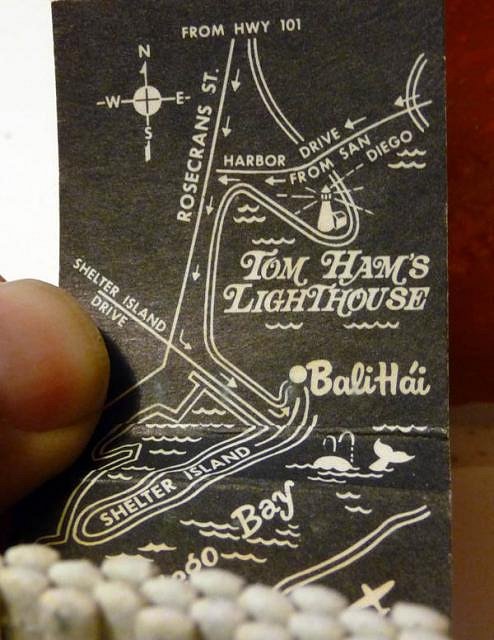 FROM HWY 101
N
-W E-
S
ROSECRANS ST.
HARBOR DRIVE
FROM SAN DIEGO
TOM HAM'S
LIGHTHOUSE
SHELTER ISLAND
DRIVE
Bali Hái
SHELTER ISLAND
Bay